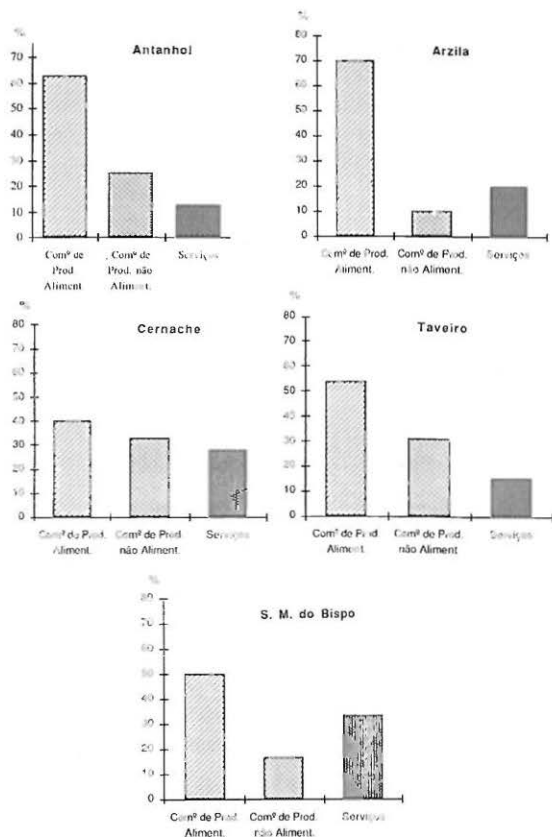 %
Antanhol
70
60
50
40
30
20
10
0
Comº de Prod Aliment.
Comº de Prod. não Aliment.
Serviços
%
Arzila
80
70
60
50
40
30
20
10
0
Comº de Prod. Aliment.
Comº de Prod. não Aliment.
Serviços
%
Cernache
80
70
60
50
40
30
20
10
0
Comº de Prod. Aliment.
Comº de Prod. não Aliment.
Serviços
%
Taveiro
80
70
60
50
40
30
20
10
0
Comº de Prod Aliment.
Comº de Prod. não Aliment.
Serviços
%
S. M. do Bispo
80
70
60
50
40
30
20
10
0
Comº de Prod. Aliment.
Comº de Prod. não Aliment.
Serviços